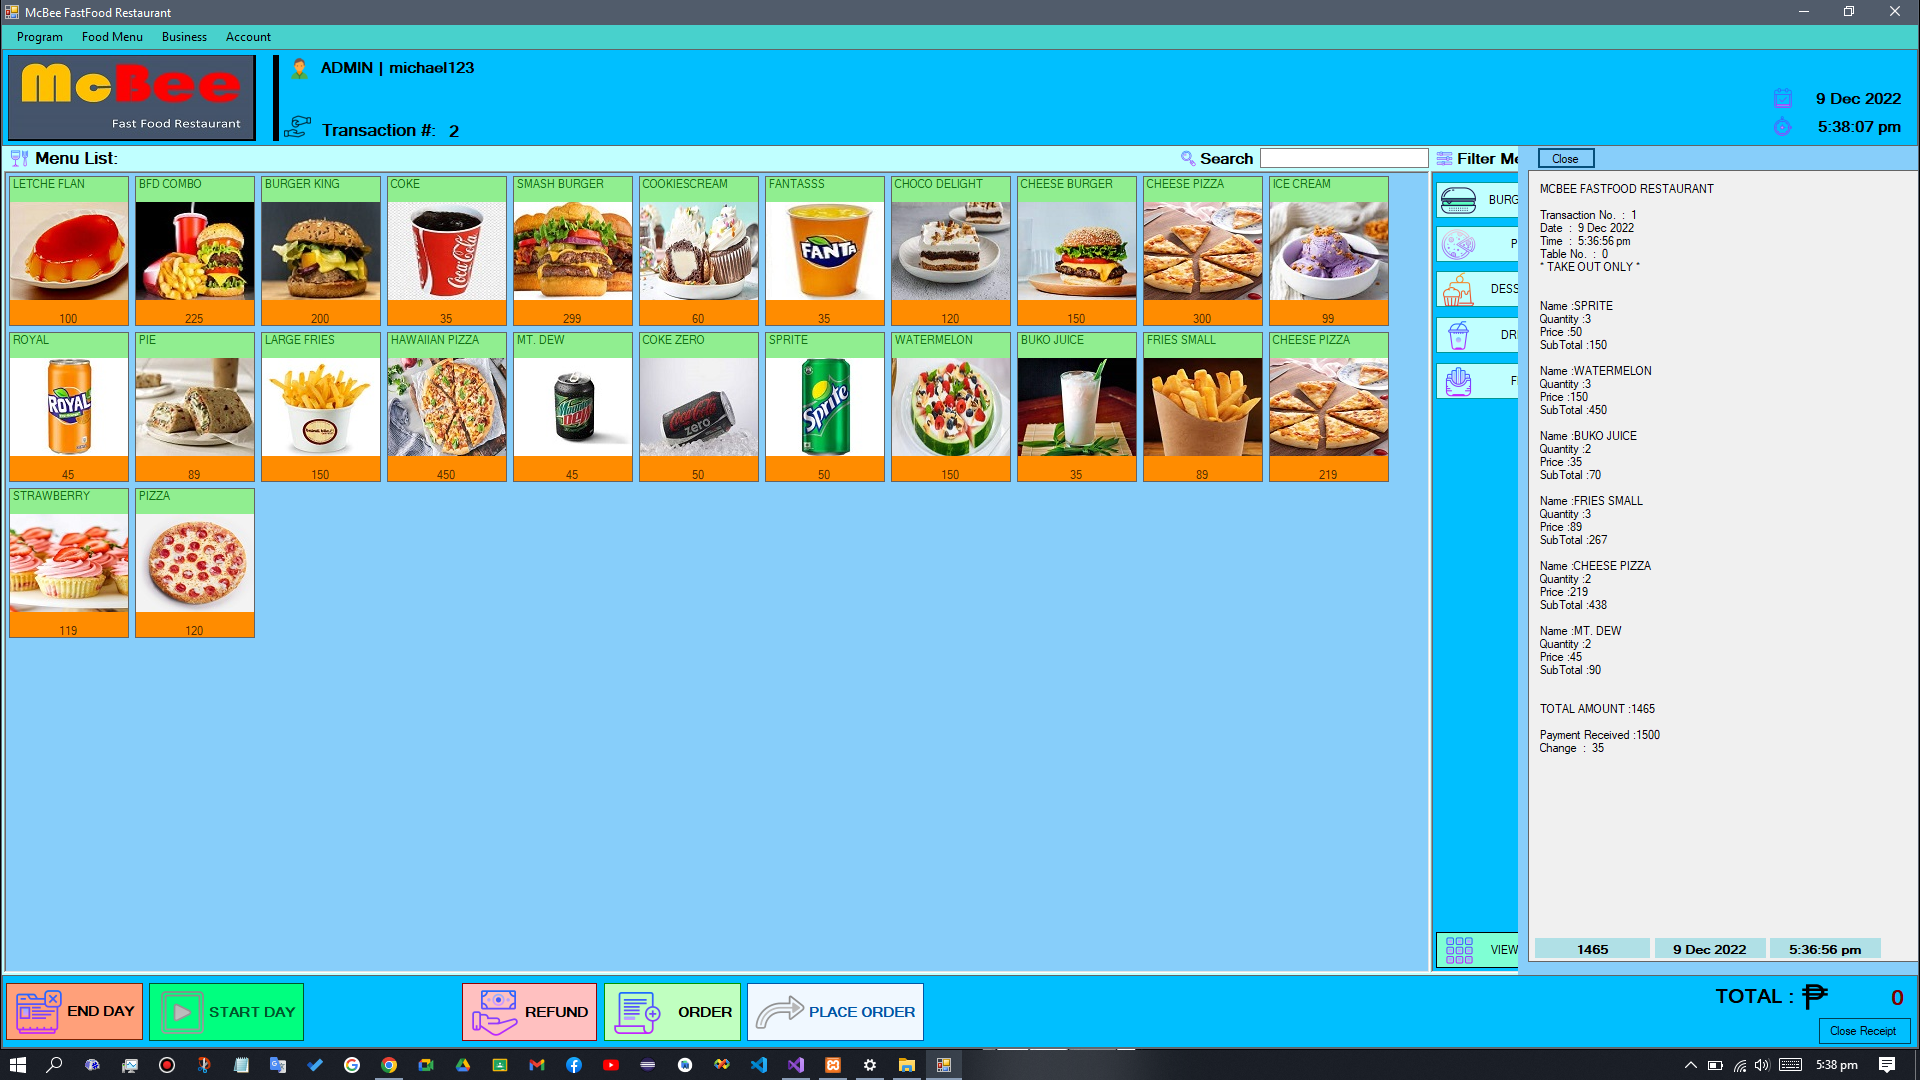 McBee FastFood Restaurant
Program Food Menu Business Account
McBee
Fast Food Restaurant
ADMIN | michael123
Transaction #: 2
9 Dec 2022
5:38:07 pm
Menu List:
Search
Filter Me
Close
LETCHE FLAN BFD COMBO BURGER KING COKE SMASH BURGER COOKIESCREAM FANTASSS CHOCO DELIGHT CHEESE BURGER CHEESE PIZZA ICE CREAM
Coca-Cola
FANTA
100 225 200 35 299 60 35 120 150 300 99
ROYAL PIE LARGE FRIES HAWAIIAN PIZZA MT. DEW COKE ZERO SPRITE WATERMELON BUKO JUICE FRIES SMALL CHEESE PIZZA
ROYAL
Coca-Cola
zero
Sprite
45 89 150 450 45 50 50 150 35 89 219
STRAWBERRY PIZZA
119 120
BURG
P
DESS
DR
F
VIEW
MCBEE FASTFOOD RESTAURANT
Transaction No. : 1
Date : 9 Dec 2022
Time : 5:36:56 pm
Table No. : 0
* TAKE OUT ONLY *
Name :SPRITE
Quantity :3
Price :50
SubTotal :150
Name :WATERMELON
Quantity :3
Price :150
SubTotal :450
Name :BUKO JUICE
Quantity :2
Price :35
SubTotal :70
Name :FRIES SMALL
Quantity :3
Price :89
SubTotal :267
Name :CHEESE PIZZA
Quantity :2
Price :219
SubTotal :438
Name :MT. DEW
Quantity :2
Price :45
SubTotal :90
TOTAL AMOUNT :1465
Payment Received :1500
Change : 35
1465 9 Dec 2022 5:36:56 pm
END DAY START DAY REFUND ORDER PLACE ORDER
TOTAL : ₱ 0
Close Receipt
5:38 pm